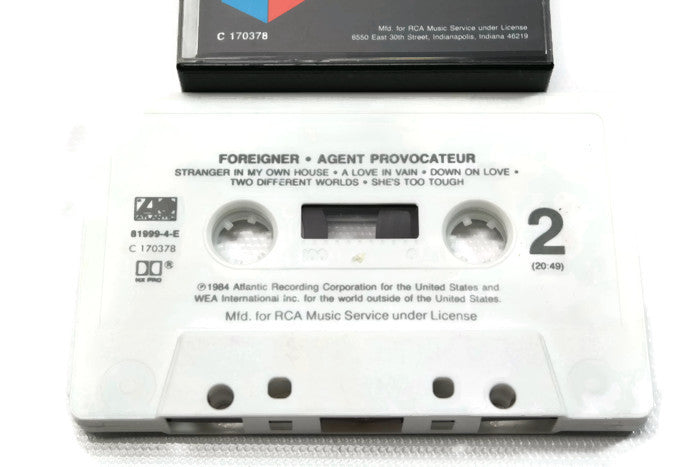 C 170378
Mfd. for RCA Music Service under License
6550 East 30th Street, Indianapolis, Indiana 46219
FOREIGNER • AGENT PROVOCATEUR
STRANGER IN MY OWN HOUSE • A LOVE IN VAIN • DOWN ON LOVE •
TWO DIFFERENT WORLDS • SHE'S TOO TOUGH
ATLANTIC
81999-4-E
C 170378
HX PRO
2
(20:49)
℗1984 Atlantic Recording Corporation for the United States and
WEA International Inc. for the world outside of the United States.
Mfd. for RCA Music Service under License